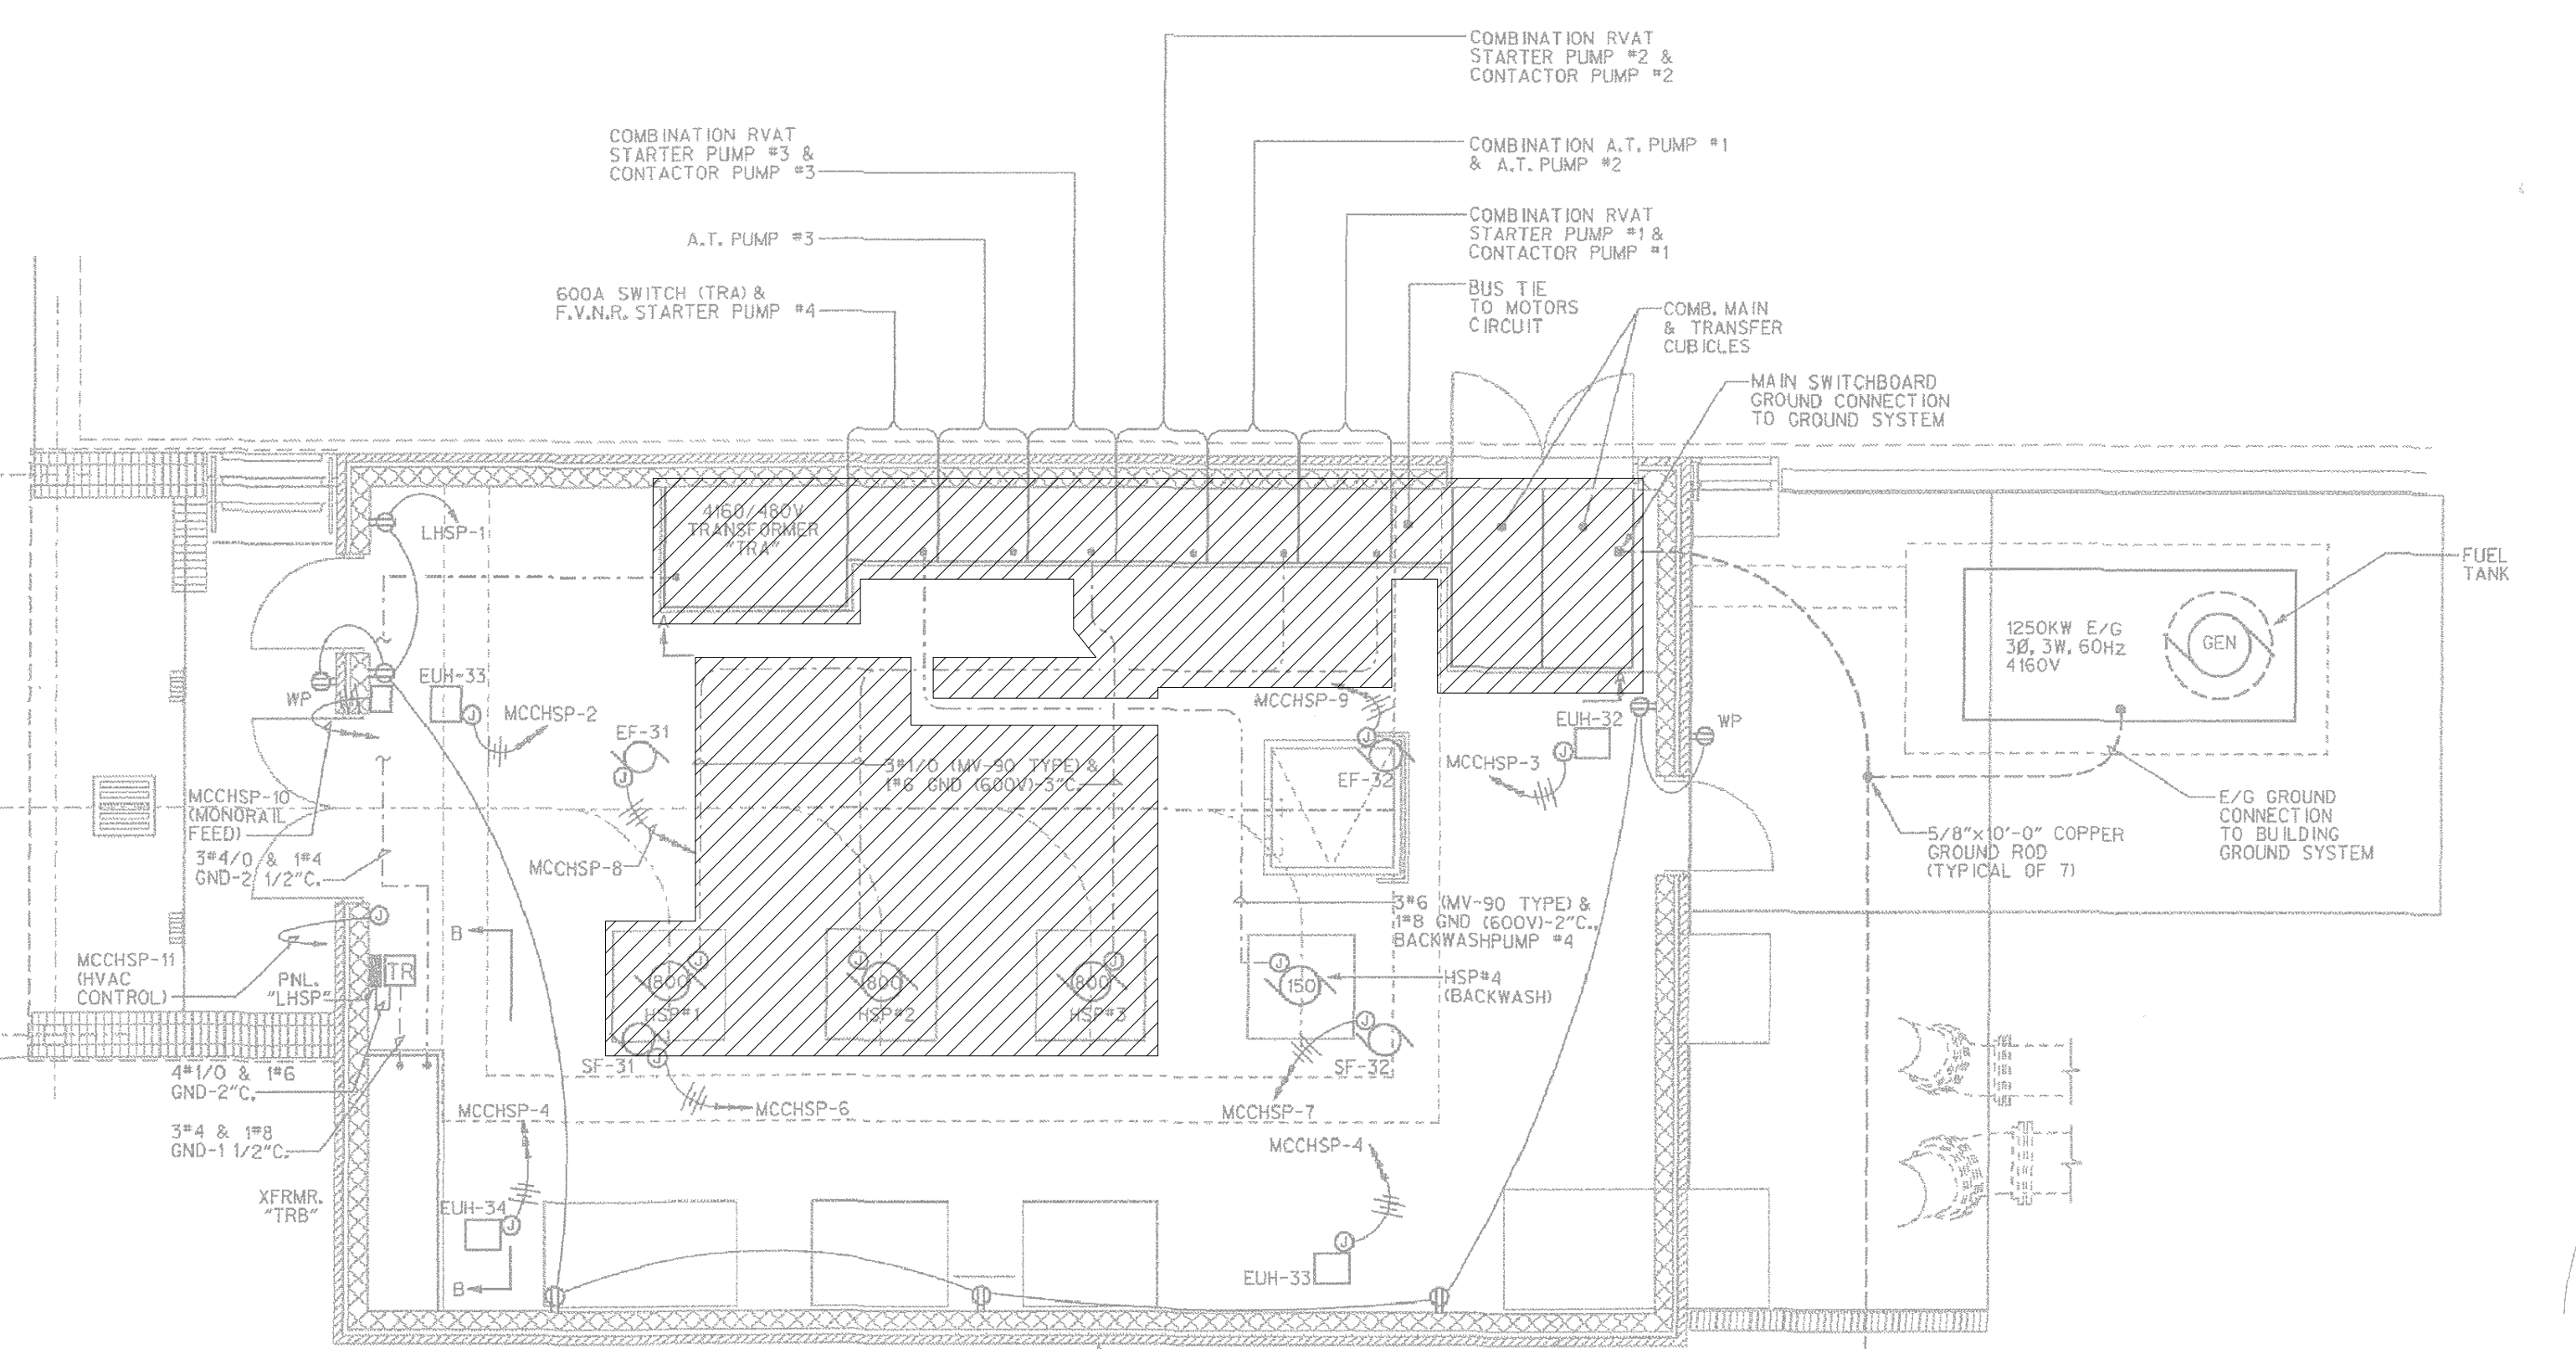 COMBINATION RVAT
STARTER PUMP #2 &
CONTACTOR PUMP #2
COMBINATION RVAT
STARTER PUMP #3 &
CONTACTOR PUMP #3
COMBINATION A.T. PUMP #1
& A.T. PUMP #2
A.T. PUMP #3
COMBINATION RVAT
STARTER PUMP #1 &
CONTACTOR PUMP #1
600A SWITCH (TRA) &
F.V.N.R. STARTER PUMP #4
BUS TIE
TO MOTORS
CIRCUIT
COMB. MAIN
& TRANSFER
CUBICLES
MAIN SWITCHBOARD
GROUND CONNECTION
TO GROUND SYSTEM
4160/480V
TRANSFORMER
"TRA"
LHSP-1
FUEL
TANK
1250KW E/G
3Ø, 3W, 60Hz
4160V
GEN
A
A
EUH-33
WP
J
MCCHSP-2
EF-31
J
MCCHSP-9
J
EF-32
EUH-32
J
WP
MCCHSP-3
3#1/0 (MV-90 TYPE) &
1#6 GND (600V)-3"C.
MCCHSP-10
(MONORAIL
FEED)
3#4/0 & 1#4
GND-2 1/2"C.
MCCHSP-8
E/G GROUND
CONNECTION
TO BUILDING
GROUND SYSTEM
5/8"x10'-0" COPPER
GROUND ROD
(TYPICAL OF 7)
3#6 (MV-90 TYPE) &
1#8 GND (600V)-2"C.,
BACKWASHPUMP #4
J
B
MCCHSP-11
(HVAC
CONTROL)
PNL.
"LHSP"
TR
J
800
HSP#1
J
800
HSP#2
J
800
HSP#3
J
150
HSP#4
(BACKWASH)
SF-31
J
J
SF-32
4#1/0 & 1#6
GND-2"C.
MCCHSP-4
MCCHSP-6
MCCHSP-7
3#4 & 1#8
GND-1 1/2"C.
MCCHSP-4
XFRMR.
"TRB"
EUH-34
J
J
EUH-33
B